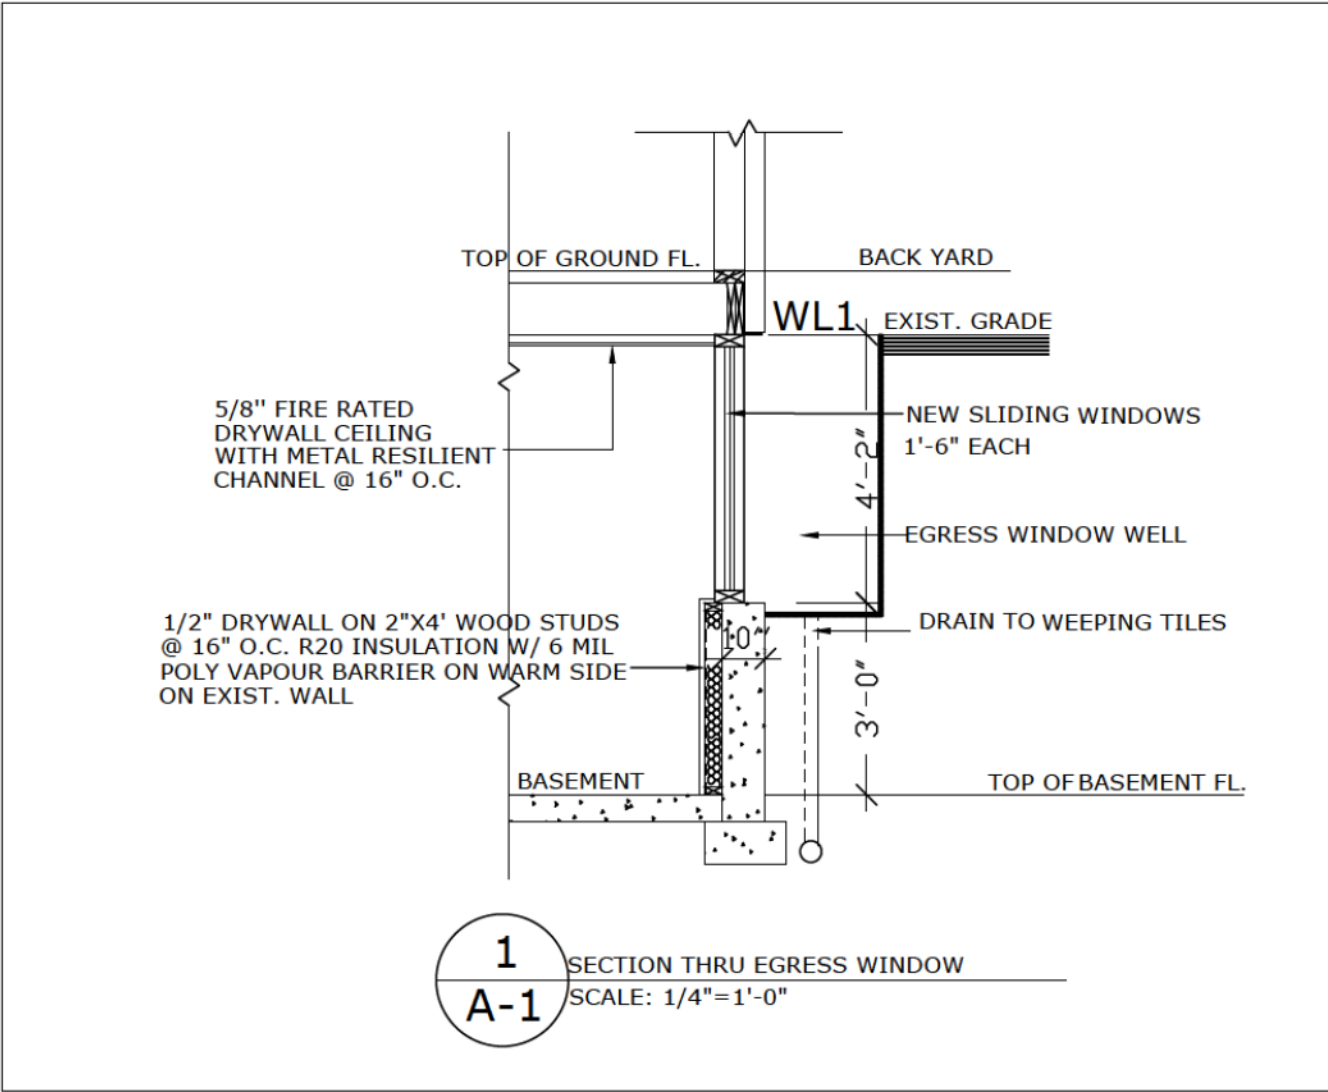 TOP OF GROUND FL.
BACK YARD
WL1
EXIST. GRADE
5/8'' FIRE RATED
DRYWALL CEILING
WITH METAL RESILIENT
CHANNEL @ 16" O.C.
NEW SLIDING WINDOWS
1'-6" EACH
4'-2"
EGRESS WINDOW WELL
1/2" DRYWALL ON 2"X4' WOOD STUDS
@ 16" O.C. R20 INSULATION W/ 6 MIL
POLY VAPOUR BARRIER ON WARM SIDE
ON EXIST. WALL
10"
DRAIN TO WEEPING TILES
3'-0"
BASEMENT
TOP OF BASEMENT FL.
1
A-1
SECTION THRU EGRESS WINDOW
SCALE: 1/4"=1'-0"